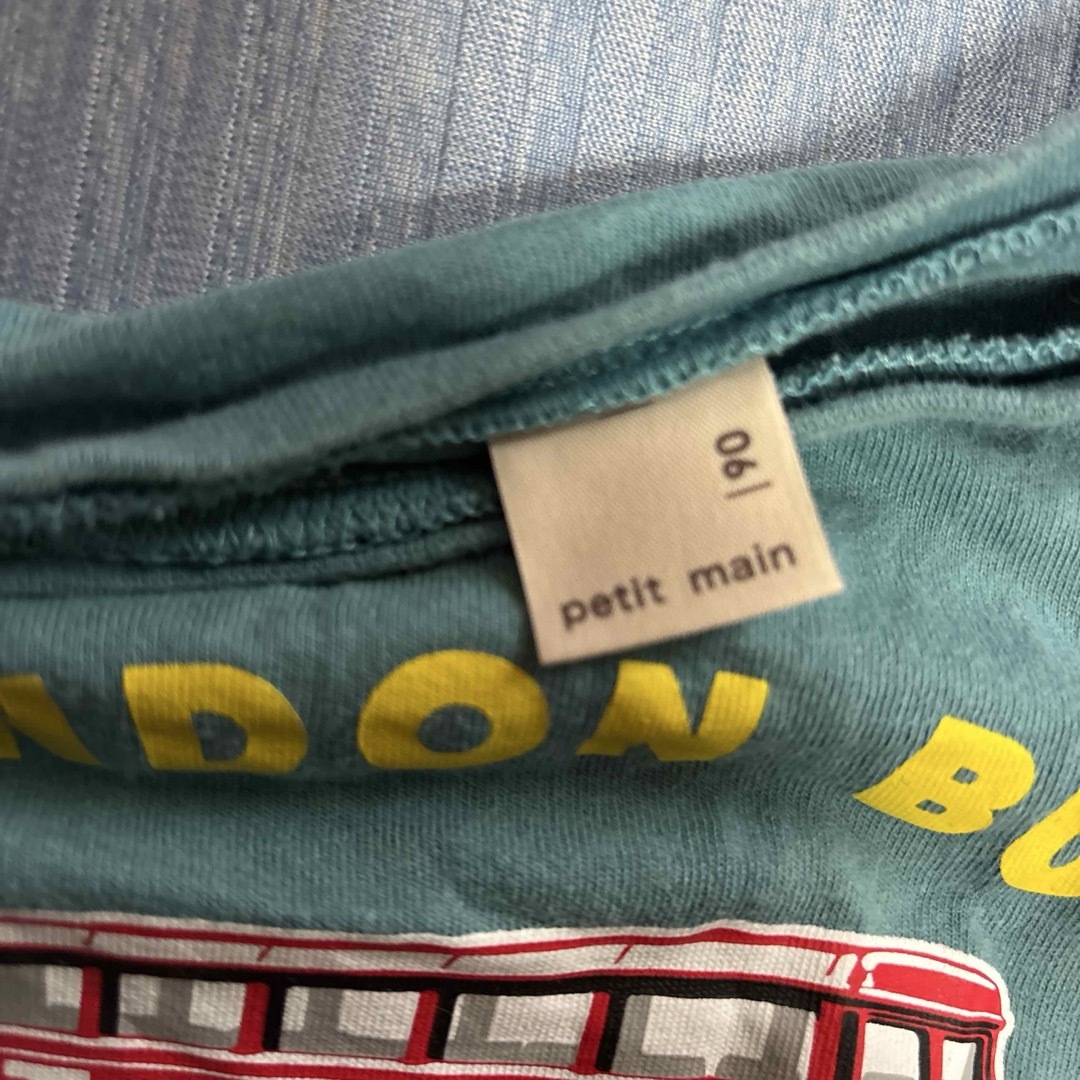 90
petit main
NDON BU